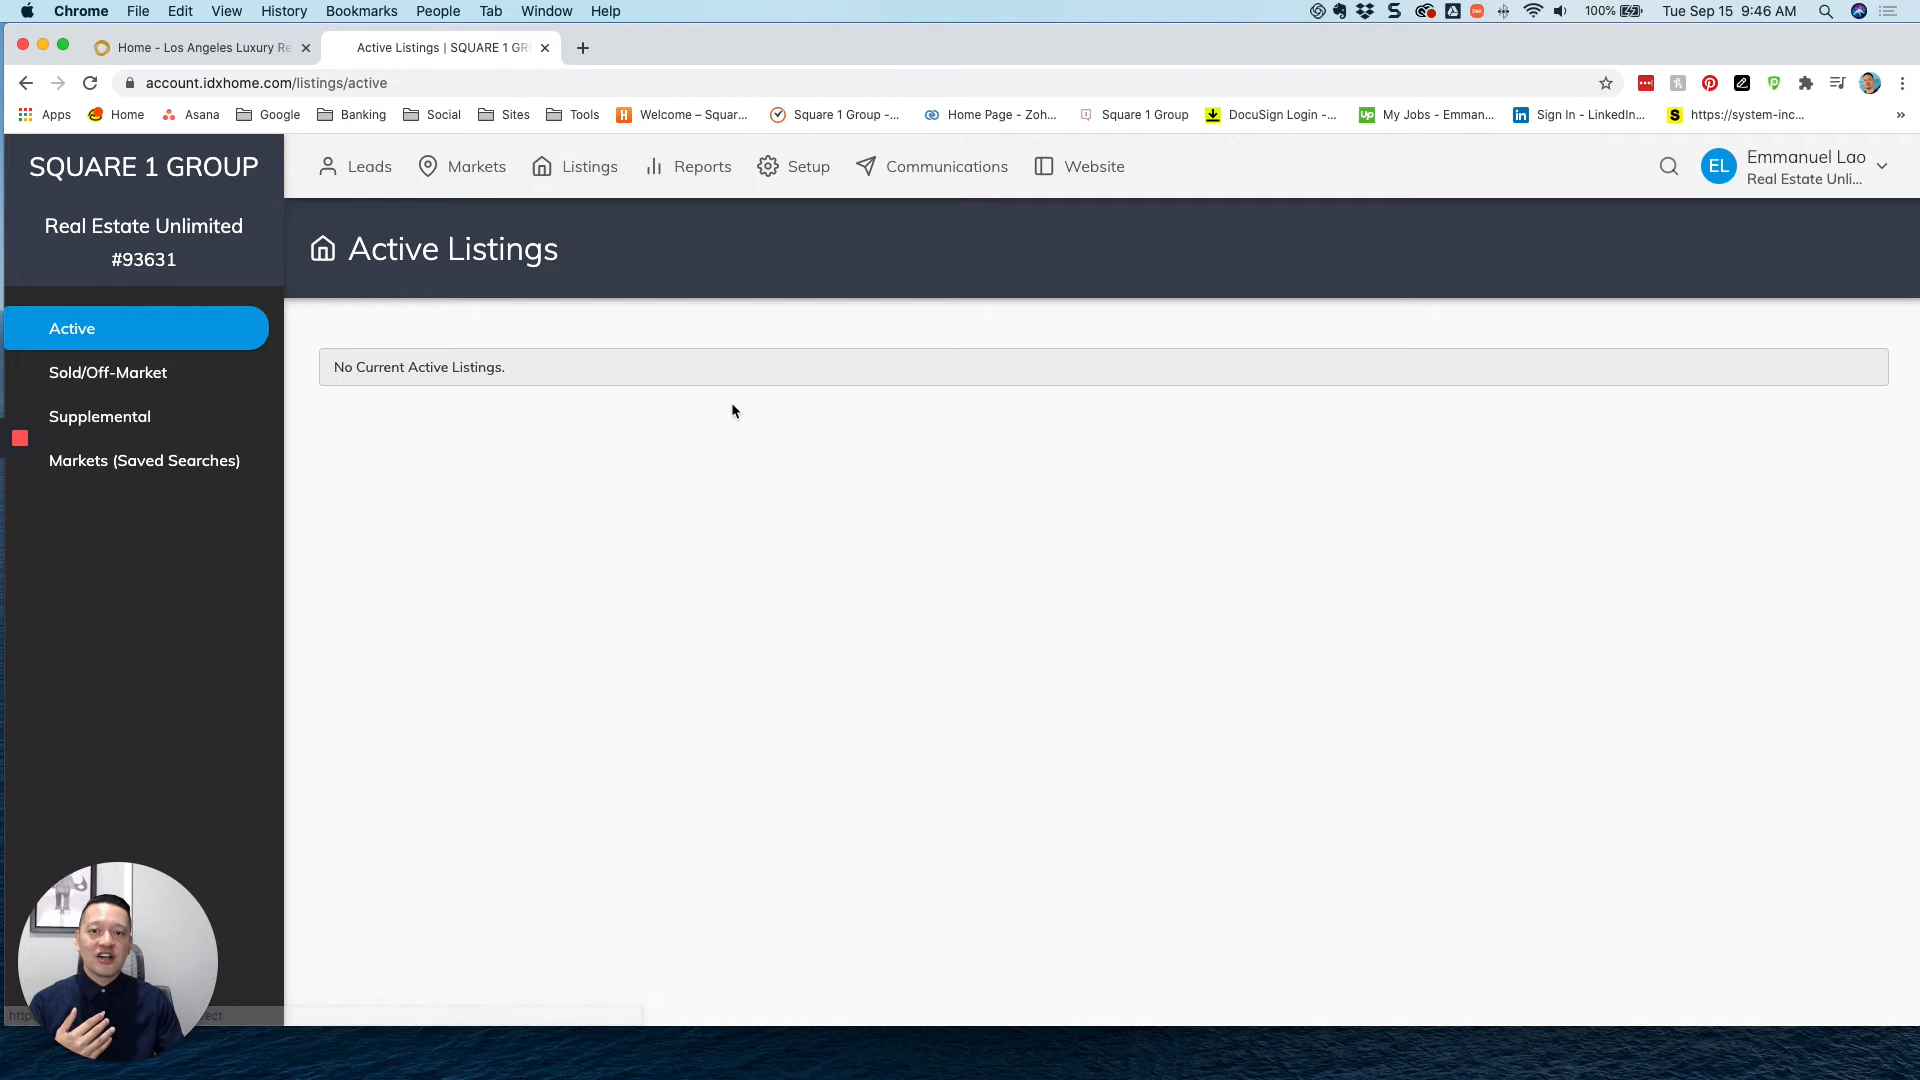 Chrome File Edit View History Bookmarks People Tab Window Help
100% Tue Sep 15 9:46 AM
Home - Los Angeles Luxury Re
Active Listings | SQUARE 1 GR
account.idxhome.com/listings/active
Apps Home Asana Google Banking Social Sites Tools Welcome – Squar... Square 1 Group -... Home Page - Zoh... Square 1 Group DocuSign Login -... My Jobs - Emman... Sign In - LinkedIn... https://system-inc... »
SQUARE 1 GROUP
Real Estate Unlimited
#93631
Leads Markets Listings Reports Setup Communications Website
EL
Emmanuel Lao
Real Estate Unli...
Active Listings
Active
Sold/Off-Market
Supplemental
Markets (Saved Searches)
No Current Active Listings.